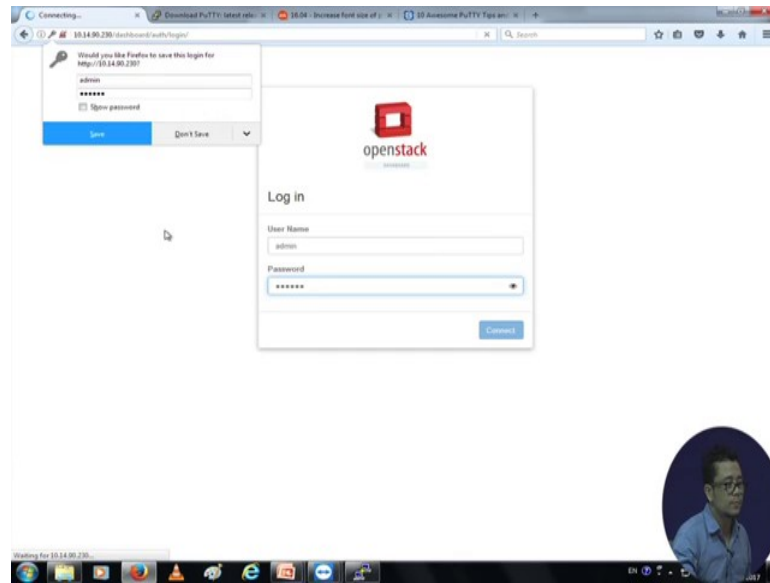 Connecting...
Download PuTTY: latest rele
16.04 - Increase font size of
10 Awesome PuTTY Tips an
10.14.90.230/dashboard/auth/login/
Search
Would you like Firefox to save this login for
http://10.14.90.230?
admin
••••••
Show password
Save
Don't Save
openstack
Log in
User Name
admin
Password
••••••
Connect
Waiting for 10.14.90.230...
EN
2017